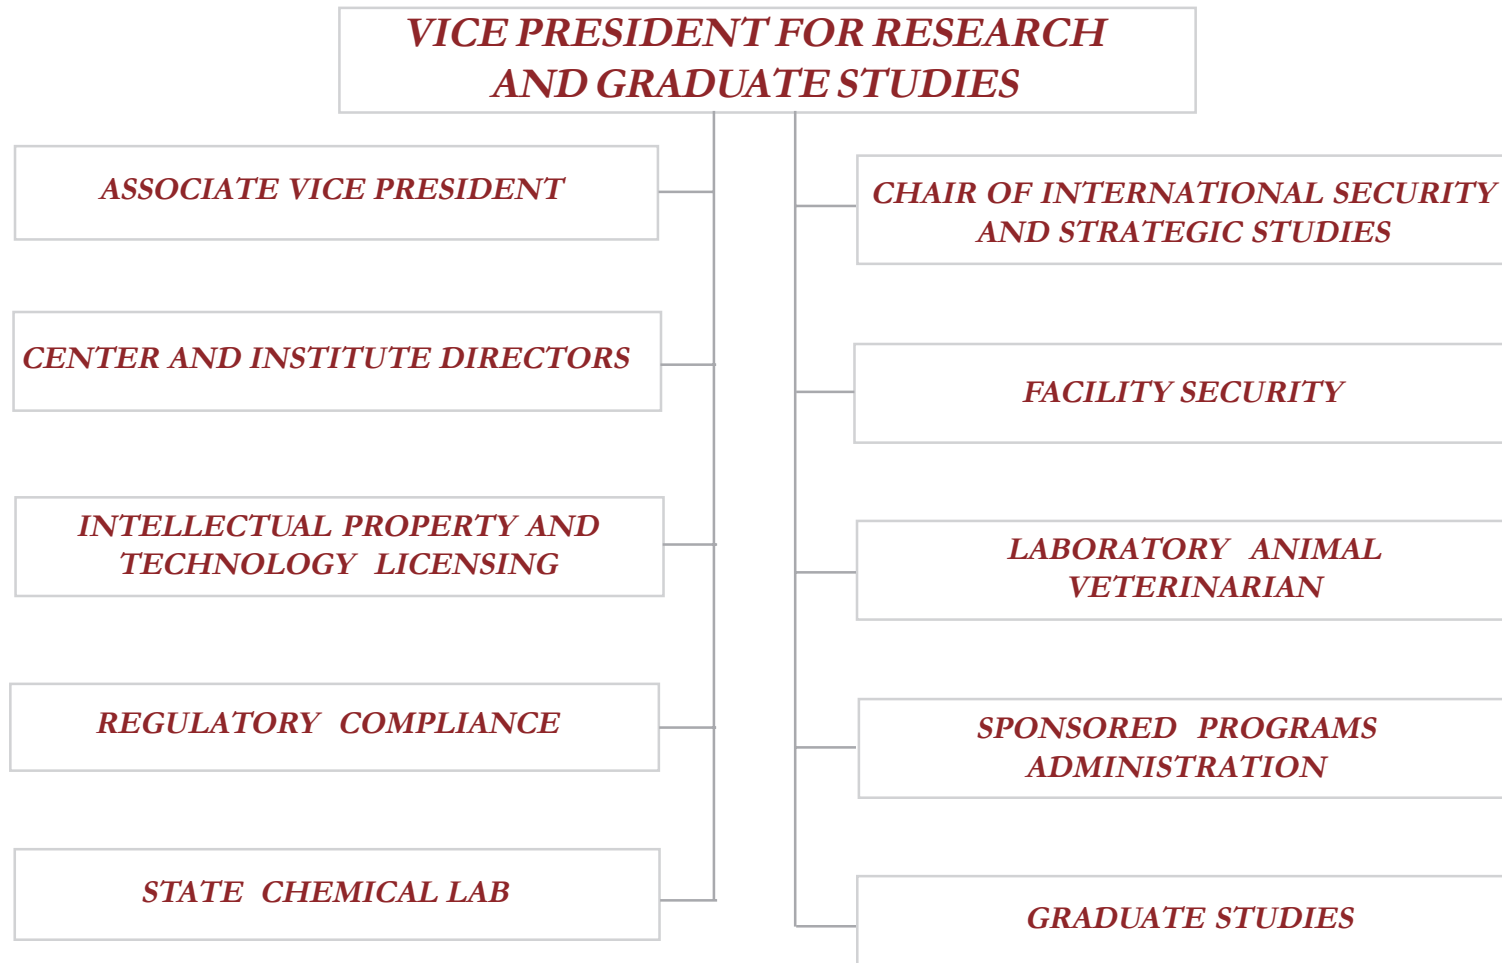 VICE PRESIDENT FOR RESEARCH
AND GRADUATE STUDIES
ASSOCIATE VICE PRESIDENT
CENTER AND INSTITUTE DIRECTORS
INTELLECTUAL PROPERTY AND
TECHNOLOGY LICENSING
REGULATORY COMPLIANCE
STATE CHEMICAL LAB
CHAIR OF INTERNATIONAL SECURITY
AND STRATEGIC STUDIES
FACILITY SECURITY
LABORATORY ANIMAL
VETERINARIAN
SPONSORED PROGRAMS
ADMINISTRATION
GRADUATE STUDIES